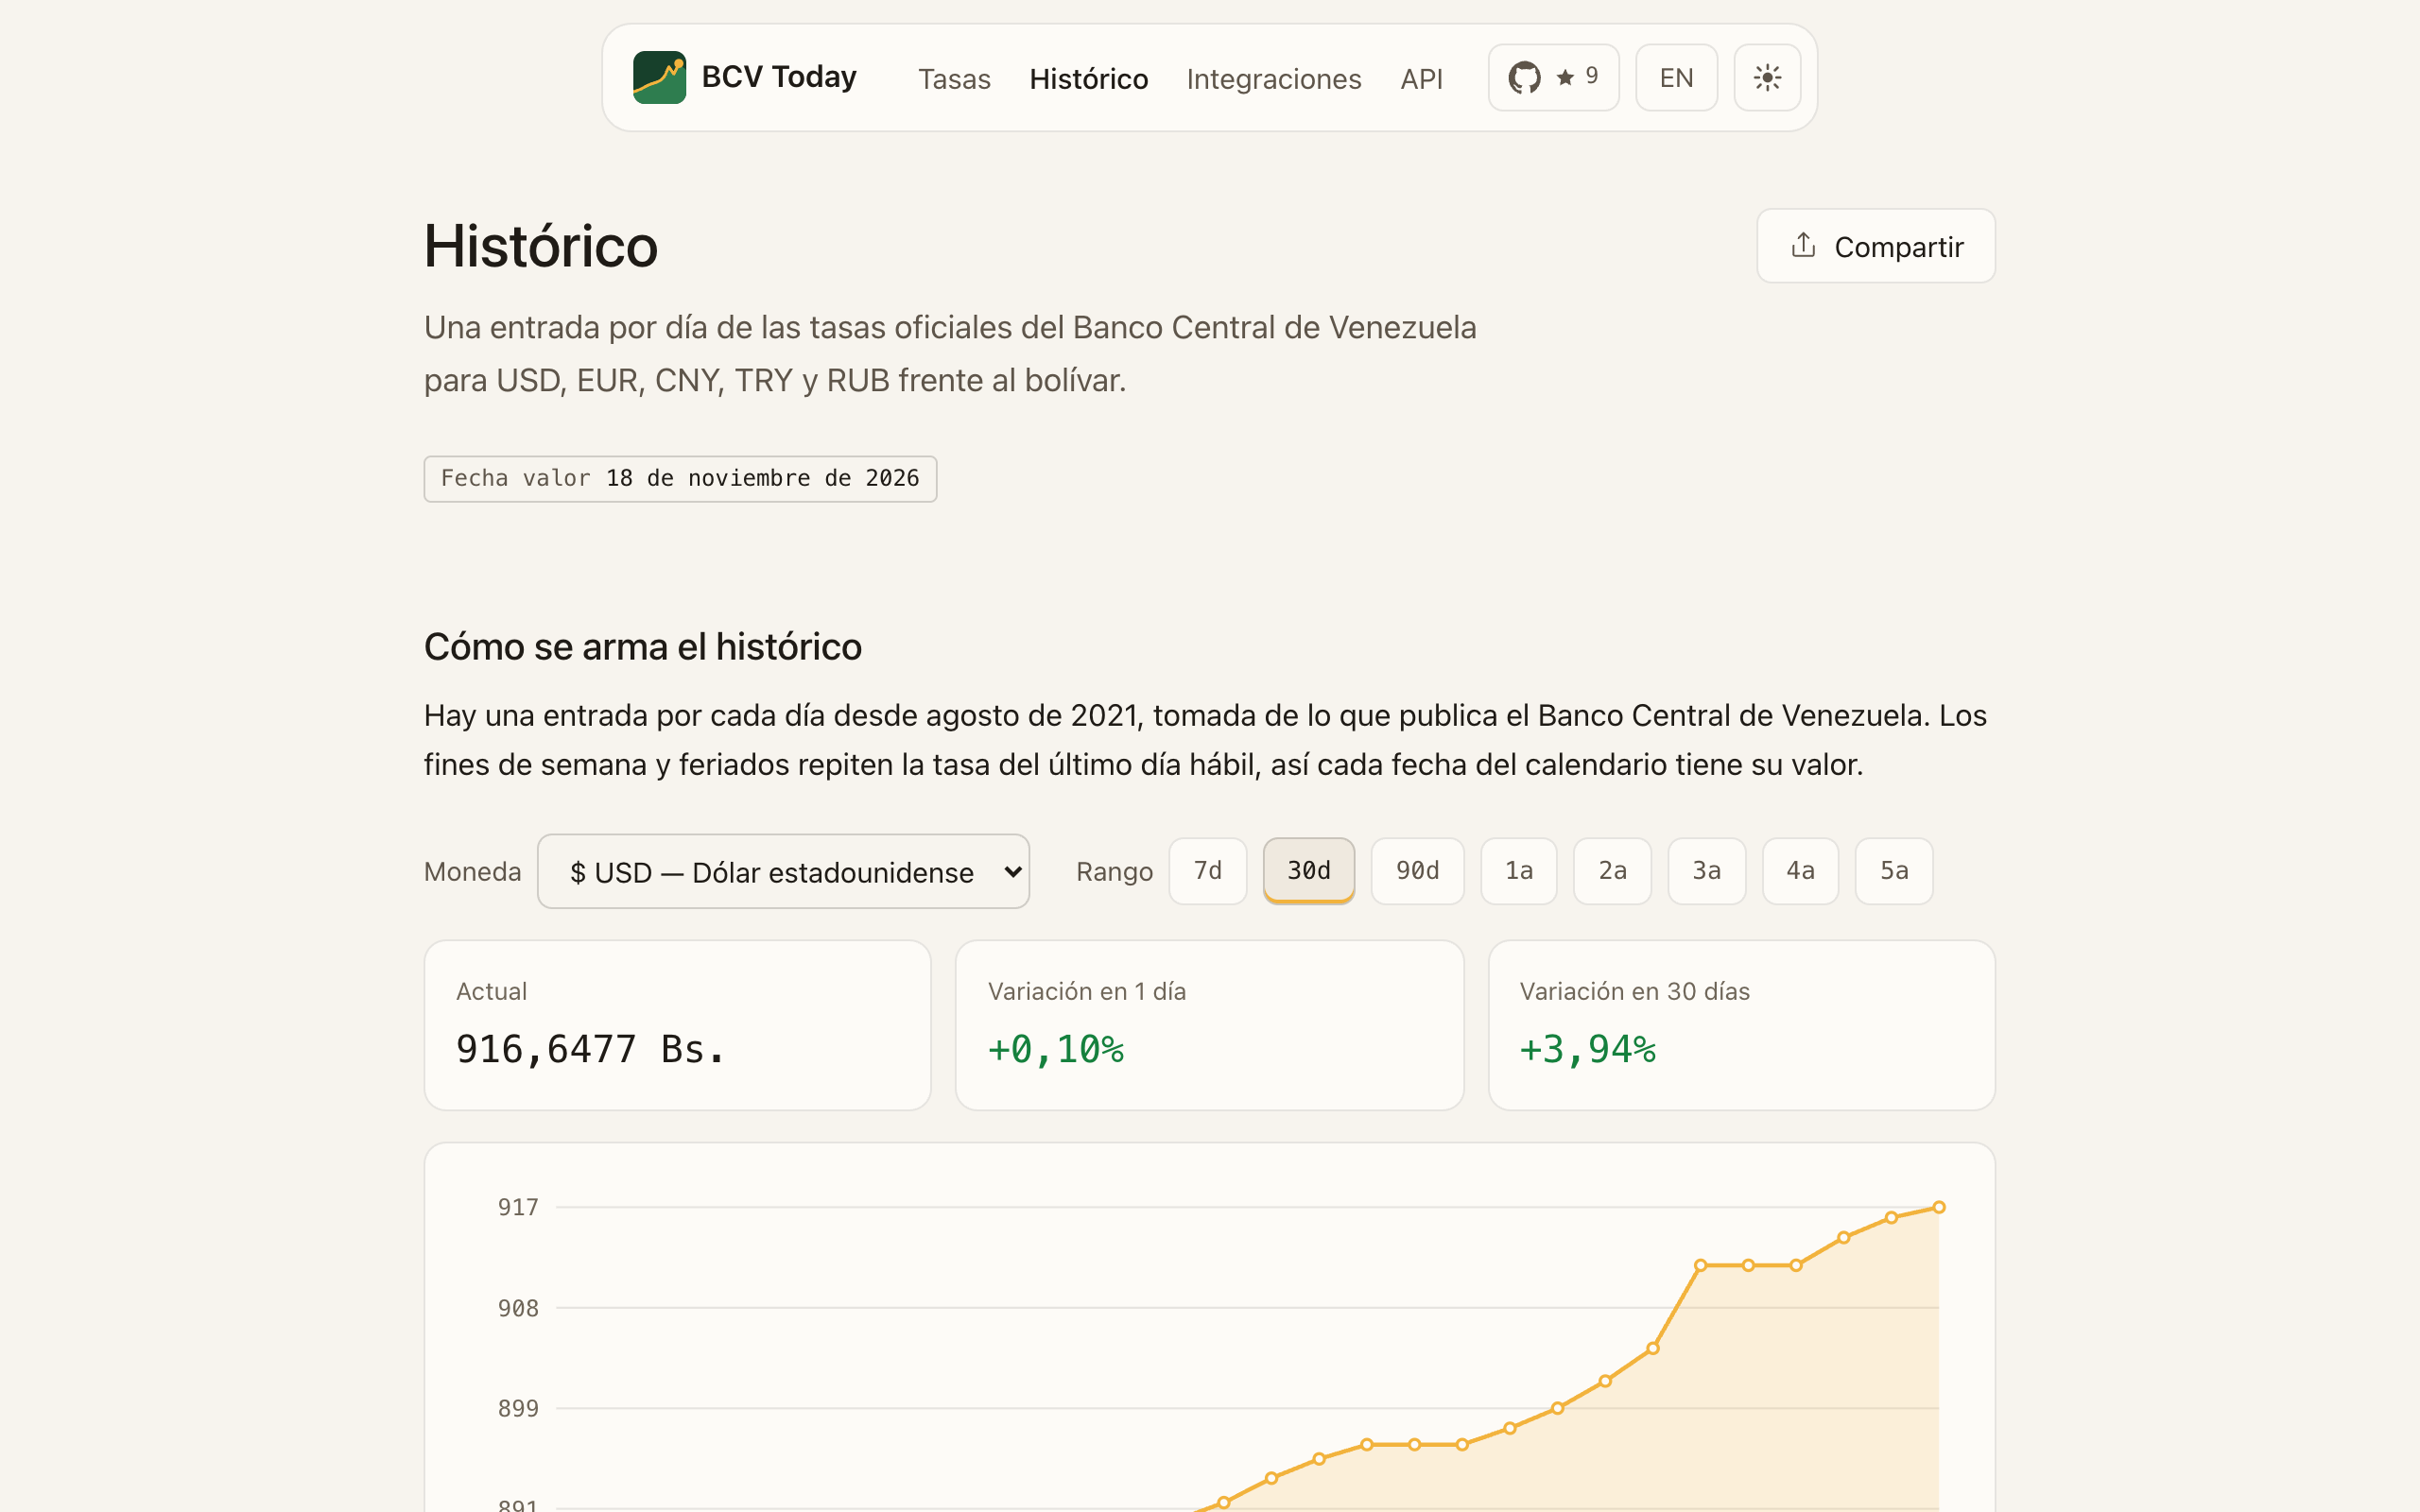 BCV Today
Tasas
Histórico
Integraciones
API
★ 9
EN
Histórico
Compartir
Una entrada por día de las tasas oficiales del Banco Central de Venezuela
para USD, EUR, CNY, TRY y RUB frente al bolívar.
Fecha valor 18 de noviembre de 2026
Cómo se arma el histórico
Hay una entrada por cada día desde agosto de 2021, tomada de lo que publica el Banco Central de Venezuela. Los
fines de semana y feriados repiten la tasa del último día hábil, así cada fecha del calendario tiene su valor.
Moneda
$ USD — Dólar estadounidense
Rango
7d
30d
90d
1a
2a
3a
4a
5a
Actual
916,6477 Bs.
Variación en 1 día
+0,10%
Variación en 30 días
+3,94%
917
908
899
891